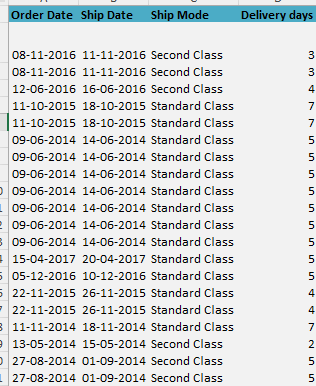 Order Date Ship Date Ship Mode Delivery days
08-11-2016 11-11-2016 Second Class 3
08-11-2016 11-11-2016 Second Class 3
12-06-2016 16-06-2016 Second Class 4
11-10-2015 18-10-2015 Standard Class 7
11-10-2015 18-10-2015 Standard Class 7
09-06-2014 14-06-2014 Standard Class 5
09-06-2014 14-06-2014 Standard Class 5
09-06-2014 14-06-2014 Standard Class 5
09-06-2014 14-06-2014 Standard Class 5
09-06-2014 14-06-2014 Standard Class 5
09-06-2014 14-06-2014 Standard Class 5
09-06-2014 14-06-2014 Standard Class 5
15-04-2017 20-04-2017 Standard Class 5
05-12-2016 10-12-2016 Standard Class 5
22-11-2015 26-11-2015 Standard Class 4
22-11-2015 26-11-2015 Standard Class 4
11-11-2014 18-11-2014 Standard Class 7
13-05-2014 15-05-2014 Second Class 2
27-08-2014 01-09-2014 Second Class 5
27-08-2014 01-09-2014 Second Class 5